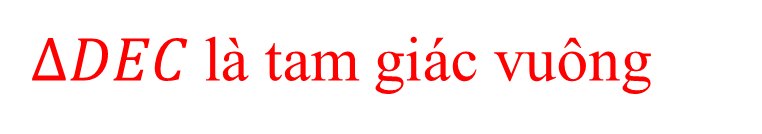 Δ𝐷𝐸𝐶 là tam giác vuông